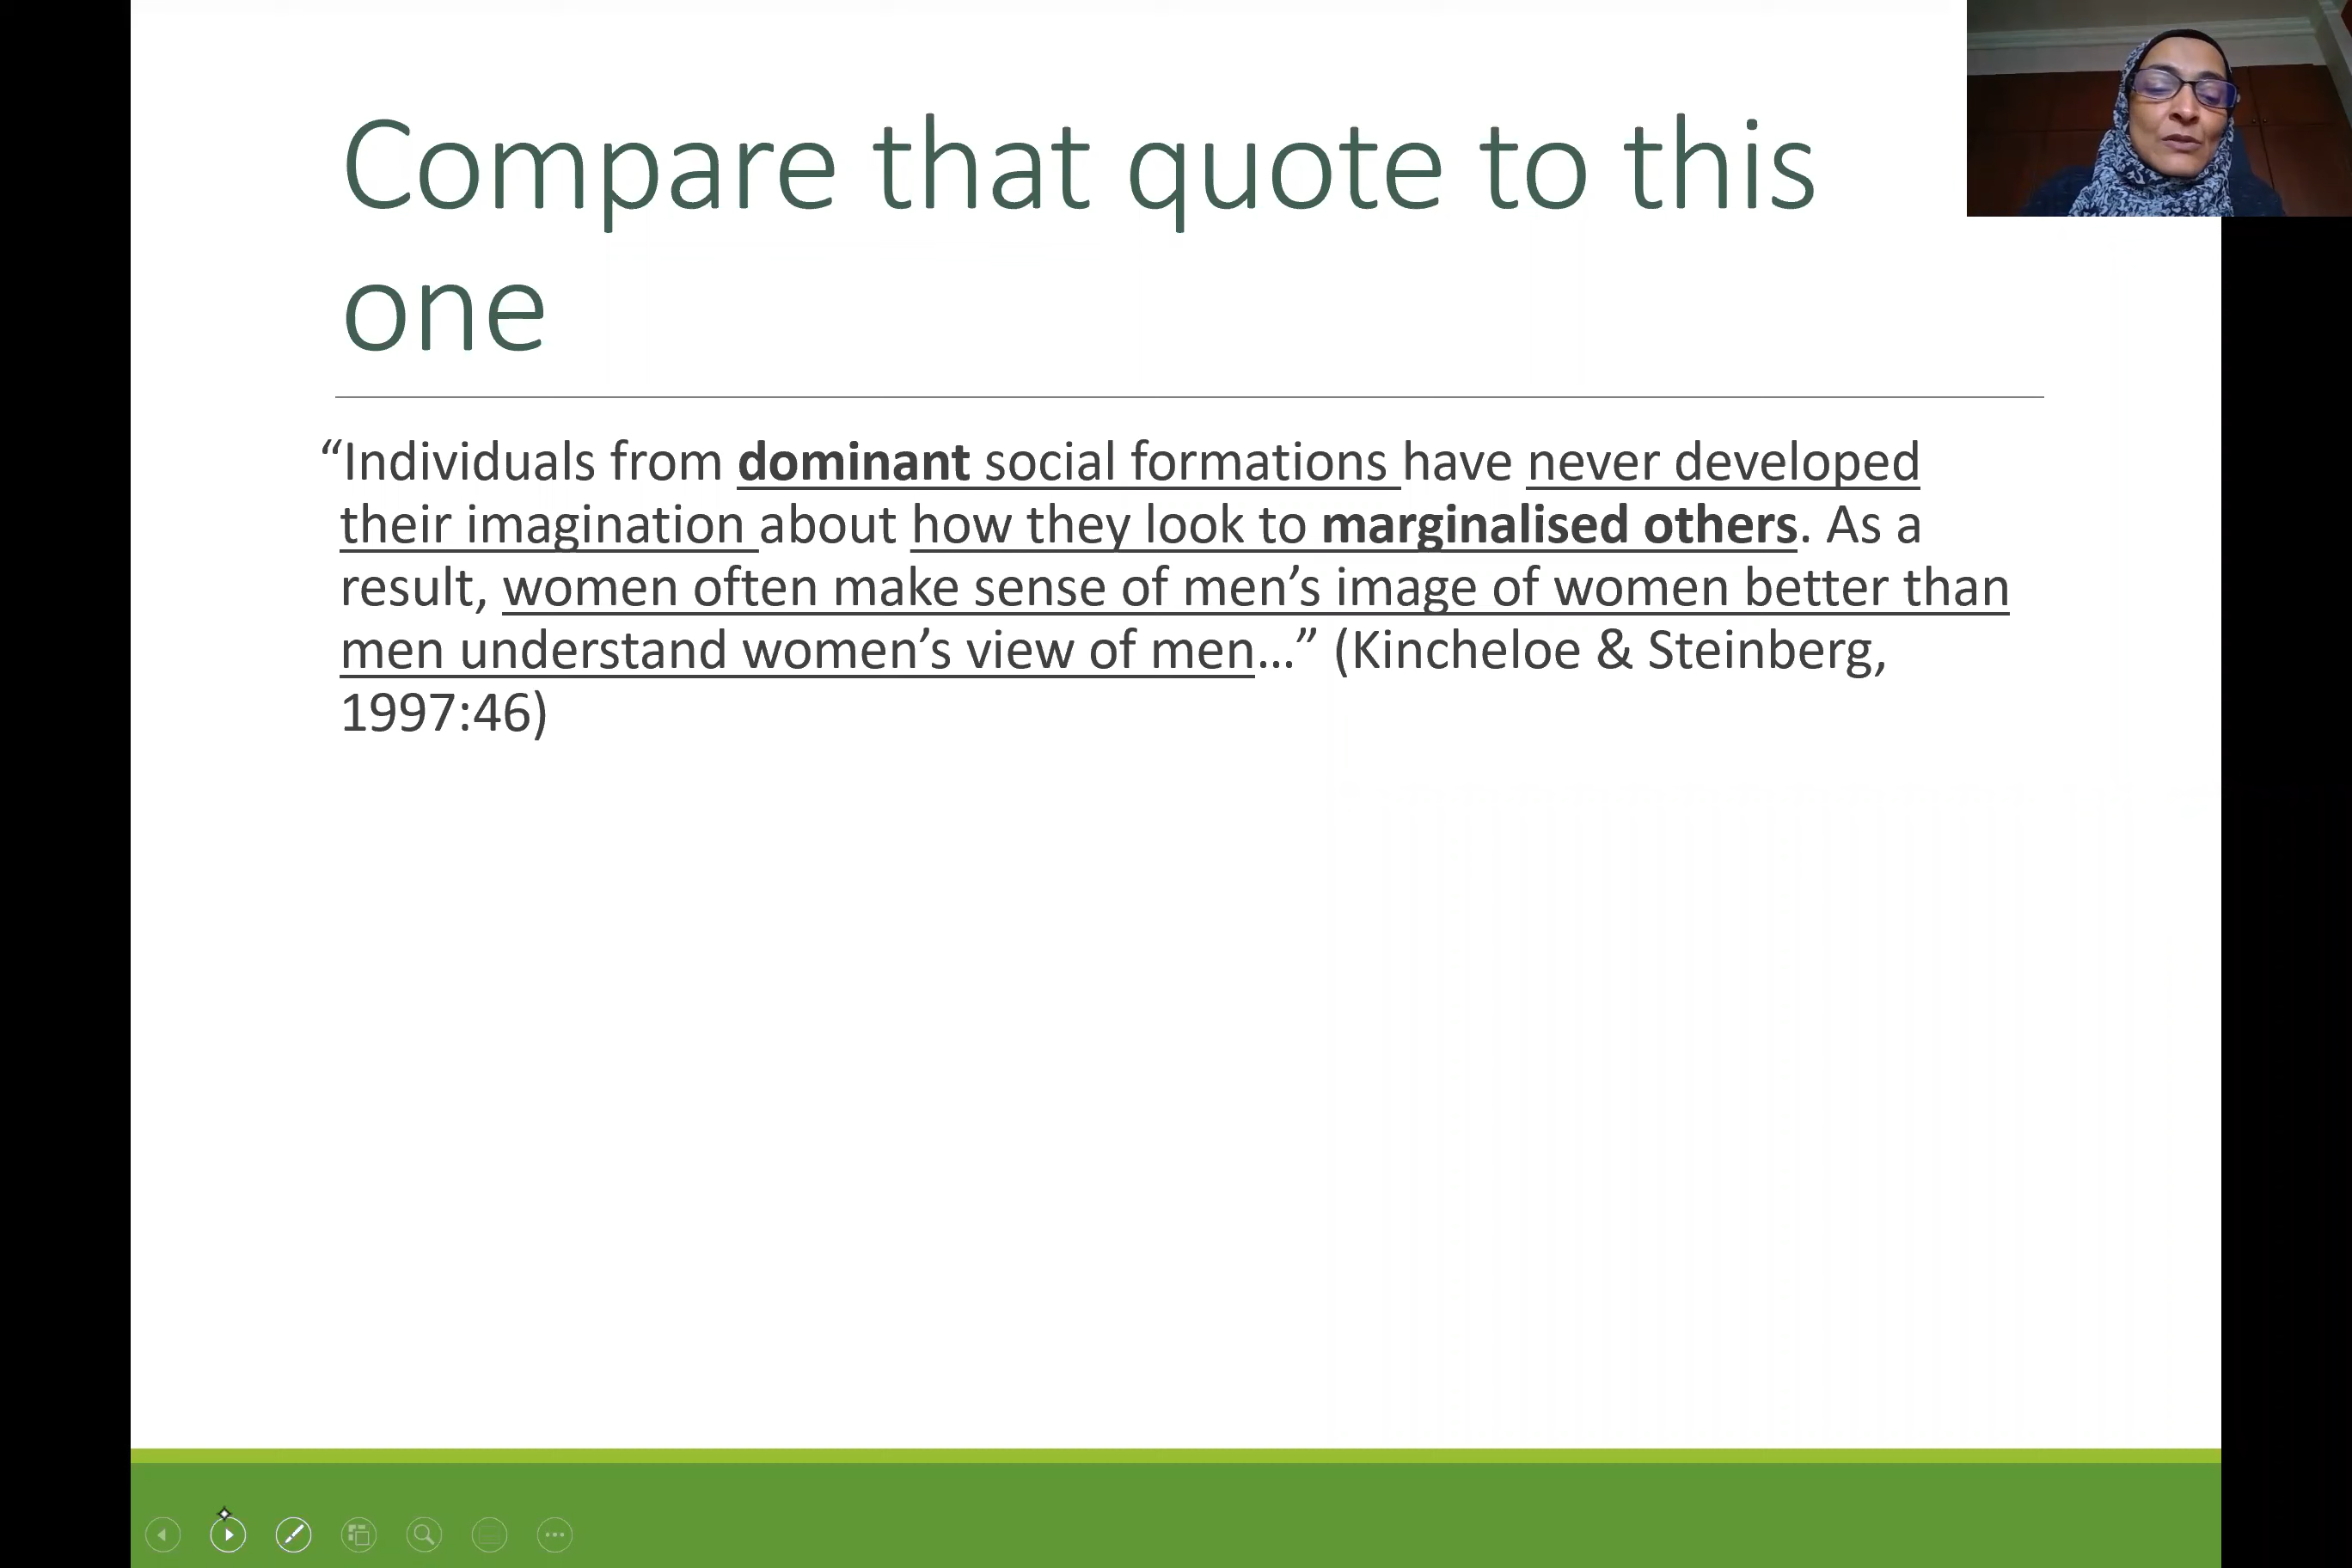 Compare that quote to this
one
“Individuals from dominant social formations have never developed
their imagination about how they look to marginalised others. As a
result, women often make sense of men’s image of women better than
men understand women’s view of men…” (Kincheloe & Steinberg,
1997:46)